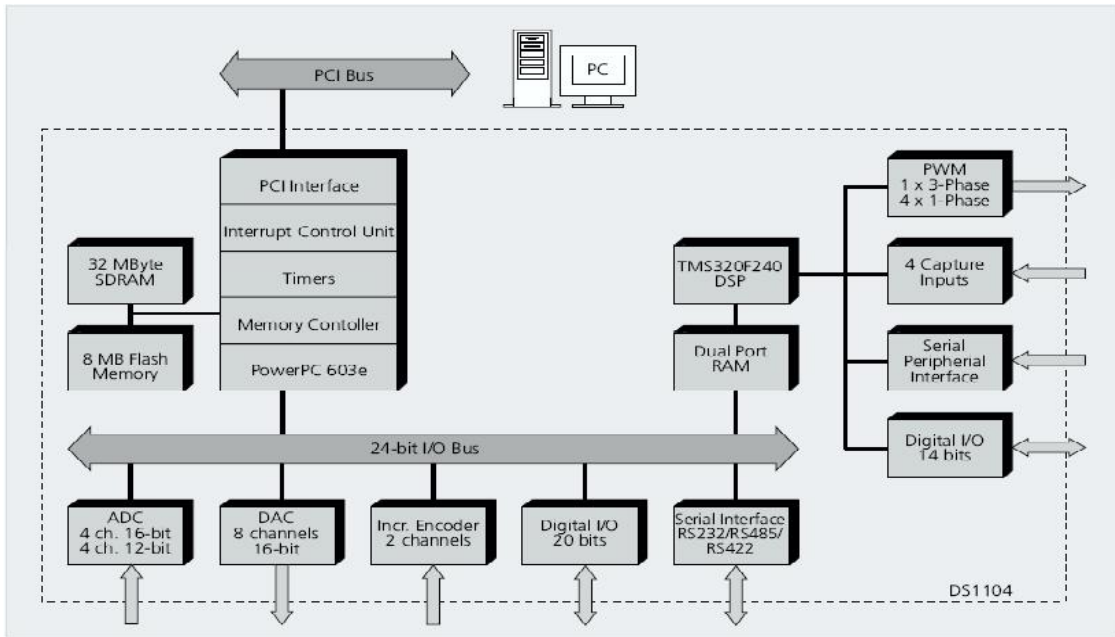 PCI Bus
PC
PCI Interface
Interrupt Control Unit
Timers
Memory Contoller
PowerPC 603e
32 MByte
SDRAM
8 MB Flash
Memory
TMS320F240
DSP
Dual Port
RAM
PWM
1 x 3-Phase
4 x 1-Phase
4 Capture
Inputs
Serial
Peripherial
Interface
Digital I/O
14 bits
24-bit I/O Bus
ADC
4 ch. 16-bit
4 ch. 12-bit
DAC
8 channels
16-bit
Incr. Encoder
2 channels
Digital I/O
20 bits
Serial Interface
RS232/RS485/
RS422
DS1104